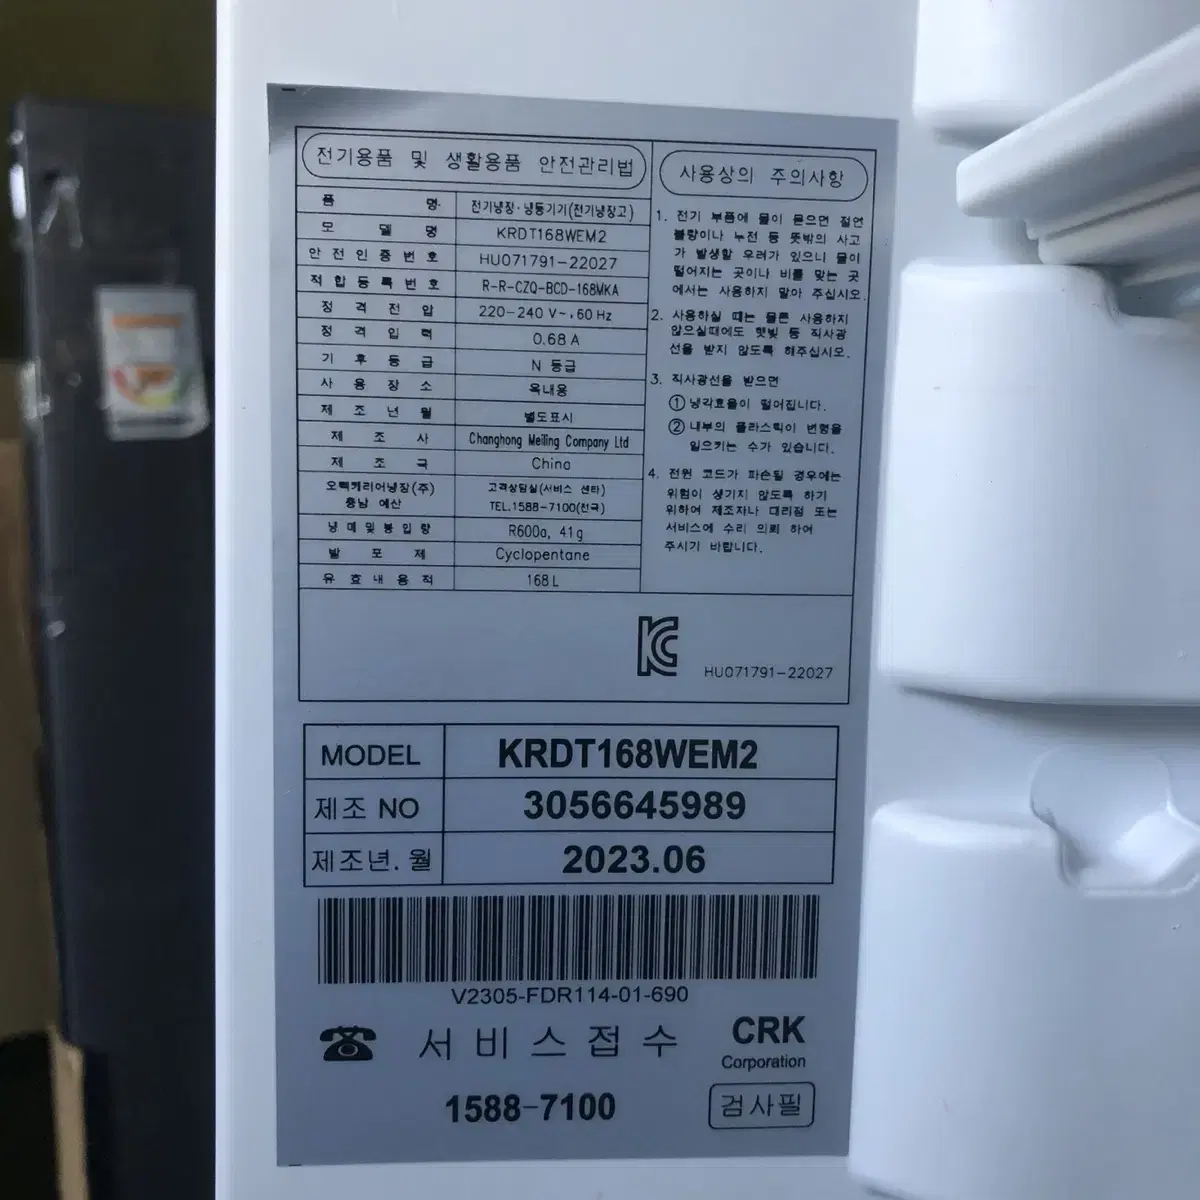 전기용품 및 생활용품 안전관리법
품 명 전기냉장·냉동기기(전기냉장고)
모 델 명 KRDT168WEM2
안전인증번호 HU071791-22027
적합등록번호 R-R-CZQ-BCD-168WKA
정격전압 220-240 V~,60 Hz
정격입력 0.68 A
기후등급 N 등급
사용장소 옥내용
제조년월 별도표시
제 조 사 Changhong Meiling Company Ltd
제 조 국 China
오텍캐리어냉장(주) 고객상담실(서비스 센타)
충남 예산 TEL.1588-7100(전국)
냉매및봉입량 R600a, 41g
발 포 제 Cyclopentane
유효내용적 168 L
사용상의 주의사항
1. 전기 부품에 물이 묻으면 절연
불량이나 누전 등 뜻밖의 사고
가 발생할 우려가 있으니 물이
떨어지는 곳이나 비를 맞는 곳
에서는 사용하지 말아 주십시오.
2. 사용하실 때는 물론 사용하지
않으실때에도 햇빛 등 직사광
선을 받지 않도록 해주십시오.
3. 직사광선을 받으면
① 냉각효율이 떨어집니다.
② 내부의 플라스틱이 변형을
일으키는 수가 있습니다.
4. 전원 코드가 파손될 경우에는
위험이 생기지 않도록 하기
위하여 제조자나 대리점 또는
서비스에 수리 의뢰 하여
주시기 바랍니다.
HU071791-22027
MODEL KRDT168WEM2
제조 NO 3056645989
제조년.월 2023.06
V2305-FDR114-01-690
서비스접수
1588-7100
CRK
Corporation
검사필